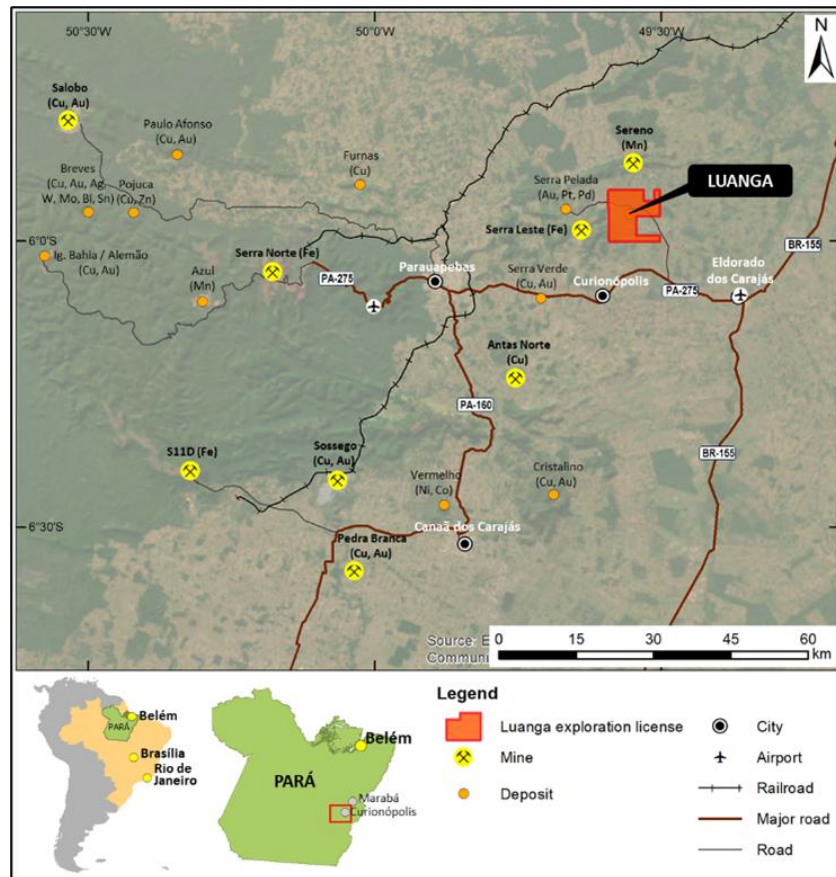 50°30'W
50°0'W
49°30'W
N
Salobo
(Cu, Au)
Paulo Afonso
(Cu, Au)
Sereno
(Mn)
Breves
(Cu, Au, Ag,
W, Mo, Bi, Sn)
Pojuca
(Cu, Zn)
Furnas
(Cu)
Serra Pelada
(Au, Pt, Pd)
LUANGA
Serra Leste (Fe)
6°0'S
Ig. Bahia / Alemão
(Cu, Au)
Serra Norte (Fe)
BR-155
Azul
(Mn)
PA-275
Parauapebas
Serra Verde
(Cu, Au)
Curionópolis
Eldorado
dos Carajás
PA-275
Antas Norte
(Cu)
PA-160
S11D (Fe)
Sossego
(Cu, Au)
BR-155
Vermelho
(Ni, Co)
Cristalino
(Cu, Au)
6°30'S
Canaã dos Carajás
Pedra Branca
(Cu, Au)
Source:
0 15 30 45 60
km
PARÁ
Belém
Brasília
Rio de
Janeiro
Belém
PARÁ
Marabá
Curionópolis
Legend
Luanga exploration license
Mine
Deposit
City
Airport
Railroad
Major road
Road